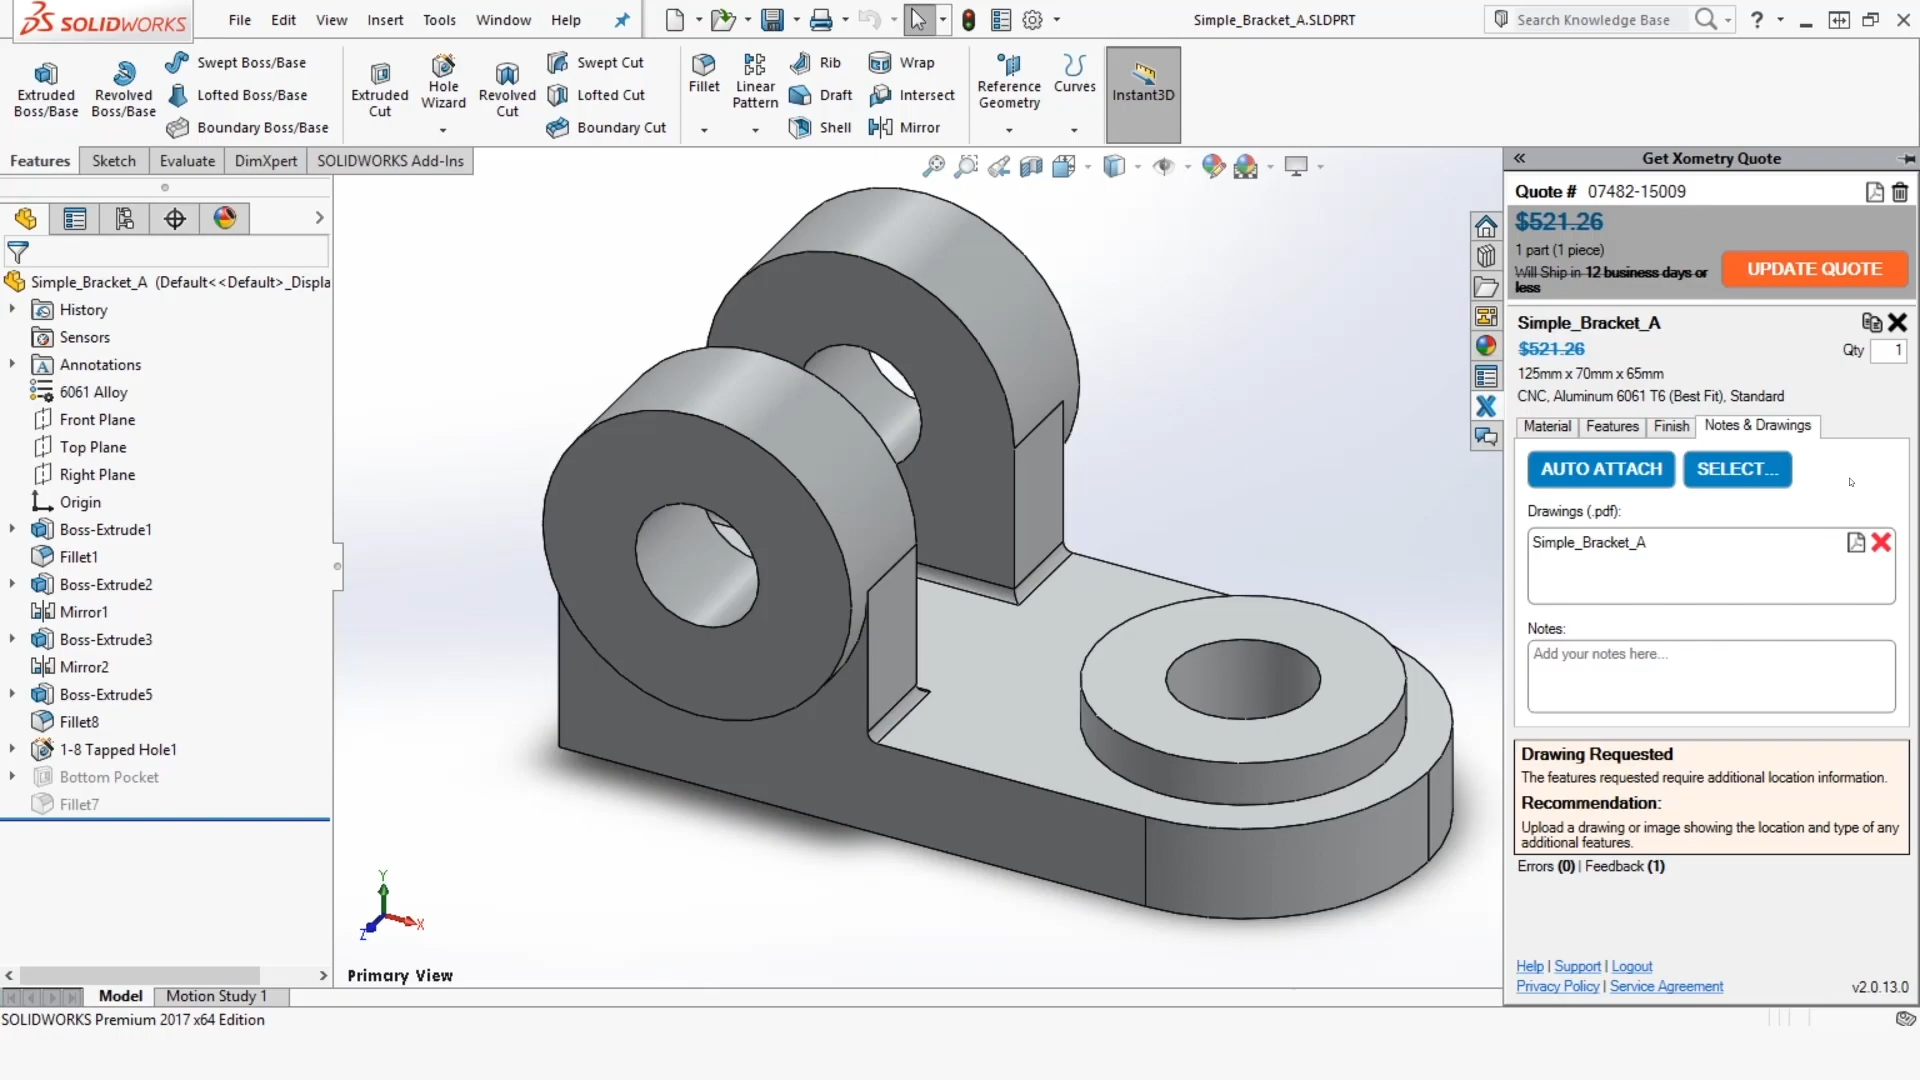 SOLIDWORKS
File Edit View Insert Tools Window Help
Simple_Bracket_A.SLDPRT
Search Knowledge Base
?
Extruded Boss/Base
Revolved Boss/Base
Swept Boss/Base
Lofted Boss/Base
Boundary Boss/Base
Extruded Cut
Hole Wizard
Revolved Cut
Swept Cut
Lofted Cut
Boundary Cut
Fillet
Linear Pattern
Rib
Draft
Shell
Wrap
Intersect
Mirror
Reference Geometry
Curves
Instant3D
Features Sketch Evaluate DimXpert SOLIDWORKS Add-Ins
Simple_Bracket_A (Default<<Default>_Displa
History
Sensors
Annotations
6061 Alloy
Front Plane
Top Plane
Right Plane
Origin
Boss-Extrude1
Fillet1
Boss-Extrude2
Mirror1
Boss-Extrude3
Mirror2
Boss-Extrude5
Fillet8
1-8 Tapped Hole1
Bottom Pocket
Fillet7
Y
X
Z
Primary View
Model Motion Study 1
SOLIDWORKS Premium 2017 x64 Edition
Get Xometry Quote
Quote # 07482-15009
$521.26
1 part (1 piece)
Will Ship in 12 business days or
less
UPDATE QUOTE
Simple_Bracket_A
$521.26
Qty 1
125mm x 70mm x 65mm
CNC, Aluminum 6061 T6 (Best Fit), Standard
Material Features Finish Notes & Drawings
AUTO ATTACH SELECT...
Drawings (.pdf):
Simple_Bracket_A
Notes:
Add your notes here...
Drawing Requested
The features requested require additional location information.
Recommendation:
Upload a drawing or image showing the location and type of any
additional features.
Errors (0) | Feedback (1)
Help | Support | Logout
Privacy Policy | Service Agreement
v2.0.13.0